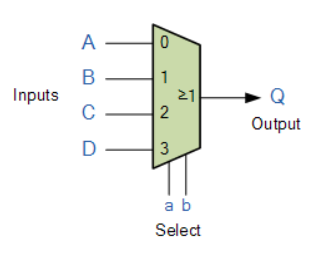 A 0
B 1
Inputs ≥1 Q
C 2
Output
D 3
a b
Select